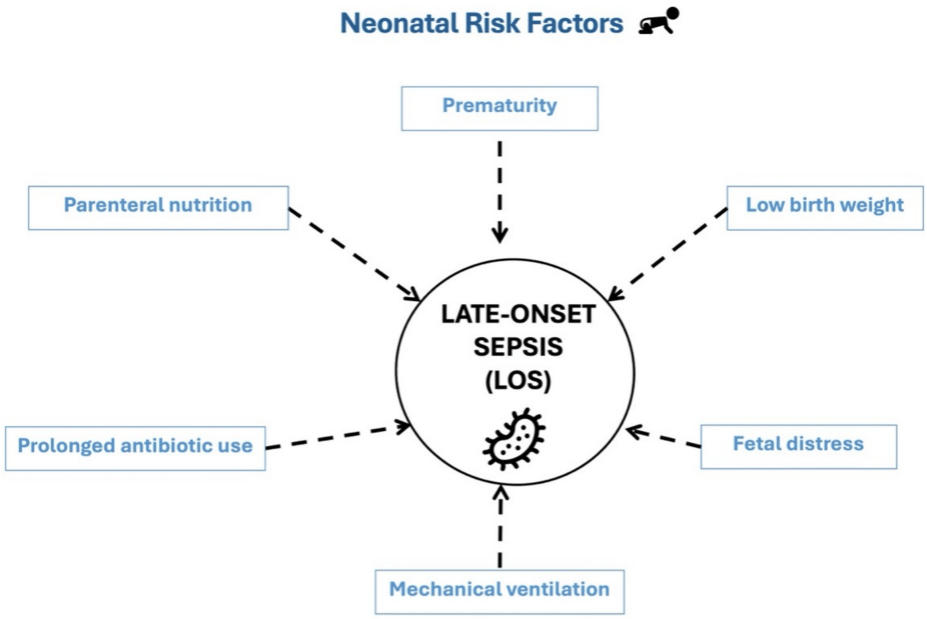 Neonatal Risk Factors
Prematurity
Parenteral nutrition
Low birth weight
LATE-ONSET
SEPSIS
(LOS)
Prolonged antibiotic use
Fetal distress
Mechanical ventilation